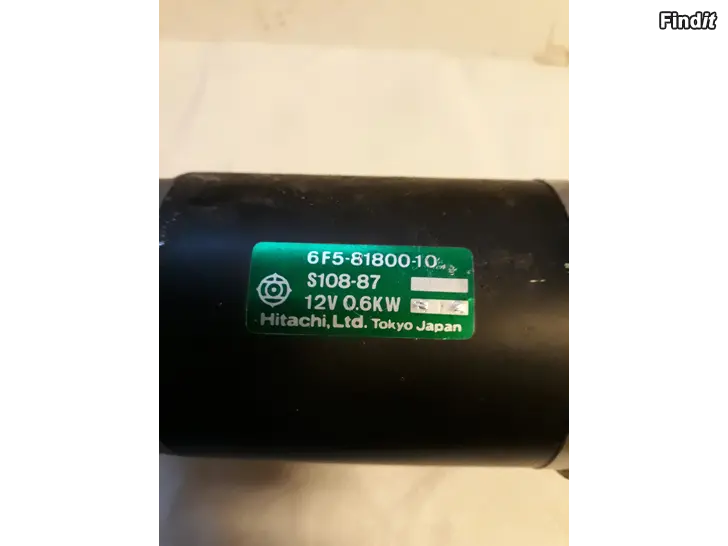 Findit
6F5-81800-10
S108-87
12V 0.6KW
Hitachi, Ltd. Tokyo Japan